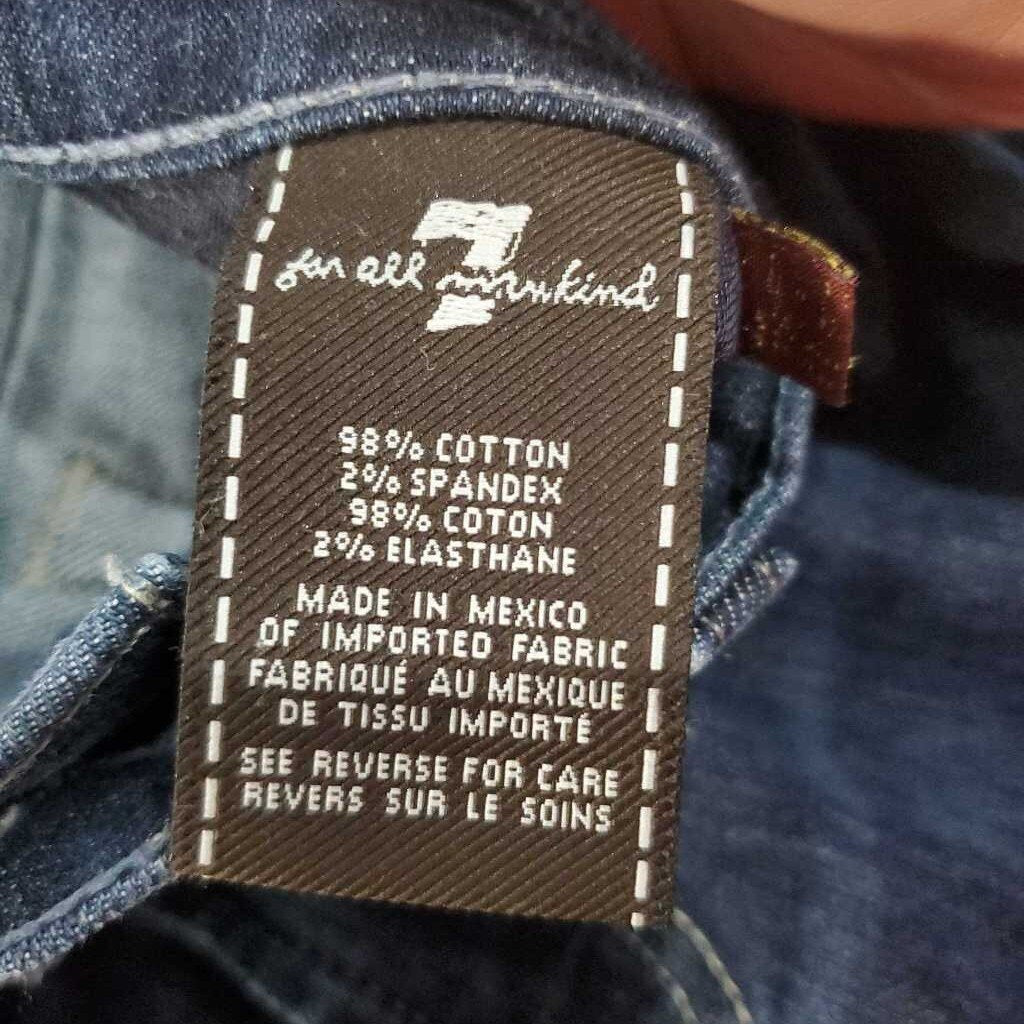 7
for all mankind
98% COTTON
2% SPANDEX
98% COTON
2% ELASTHANE
MADE IN MEXICO
OF IMPORTED FABRIC
FABRIQUÉ AU MEXIQUE
DE TISSU IMPORTÉ
SEE REVERSE FOR CARE
REVERS SUR LE SOINS